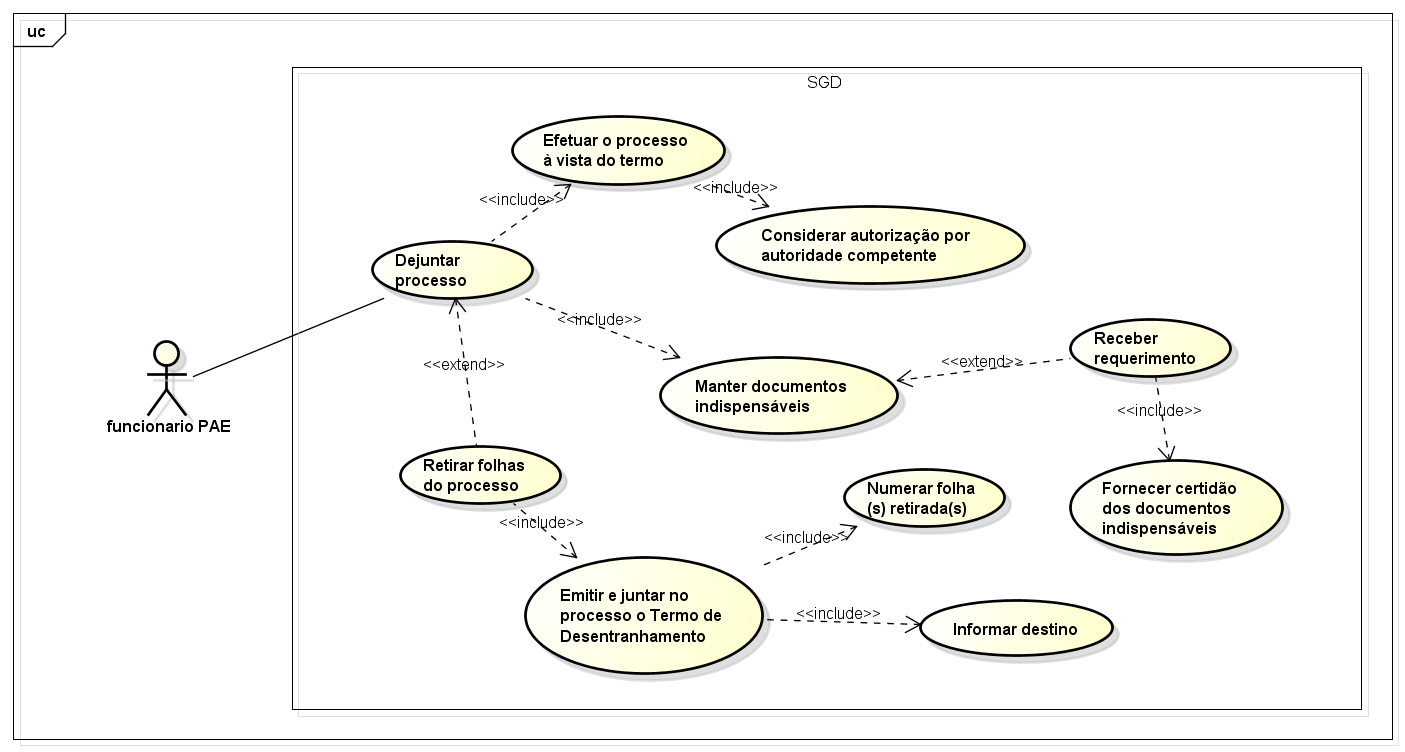 uc
SGD
Efetuar o processo
à vista do termo
<<include>>
<<include>>
Considerar autorização por
autoridade competente
Dejuntar
processo
<<include>>
Receber
requerimento
<<extend>>
<<extend>>
Manter documentos
indispensáveis
<<include>>
funcionario PAE
Retirar folhas
do processo
Numerar folha
(s) retirada(s)
Fornecer certidão
dos documentos
indispensáveis
<<include>>
<<include>>
Emitir e juntar no
processo o Termo de
Desentranhamento
<<include>>
Informar destino